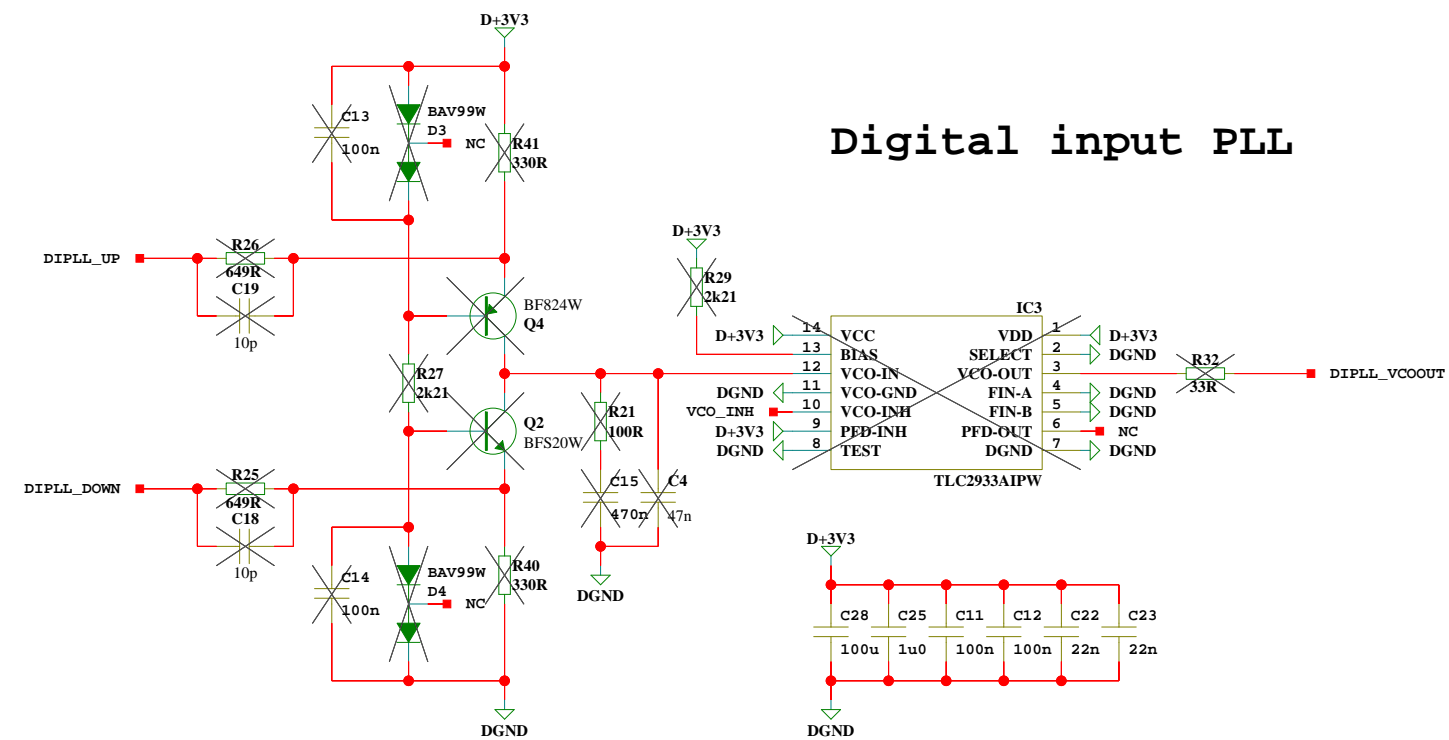 D+3V3
C13
100n
BAV99W
D3
NC
R41
330R
Digital input PLL
DIPLL_UP
R26
649R
C19
10p
BF824W
Q4
D+3V3
R29
2k21
IC3
D+3V3 14 VCC VDD 1 D+3V3
13 BIAS SELECT 2 DGND
12 VCO-IN VCO-OUT 3
DGND 11 VCO-GND FIN-A 4 DGND
VCO_INH 10 VCO-INH FIN-B 5 DGND
D+3V3 9 PFD-INH PFD-OUT 6 NC
DGND 8 TEST DGND 7 DGND
TLC2933AIPW
R32
33R
DIPLL_VCOOUT
R27
2k21
Q2
BFS20W
R21
100R
C15
470n
C4
47n
DGND
DIPLL_DOWN
R25
649R
C18
10p
C14
100n
BAV99W
D4
NC
R40
330R
DGND
D+3V3
C28 C25 C11 C12 C22 C23
100u 1u0 100n 100n 22n 22n
DGND